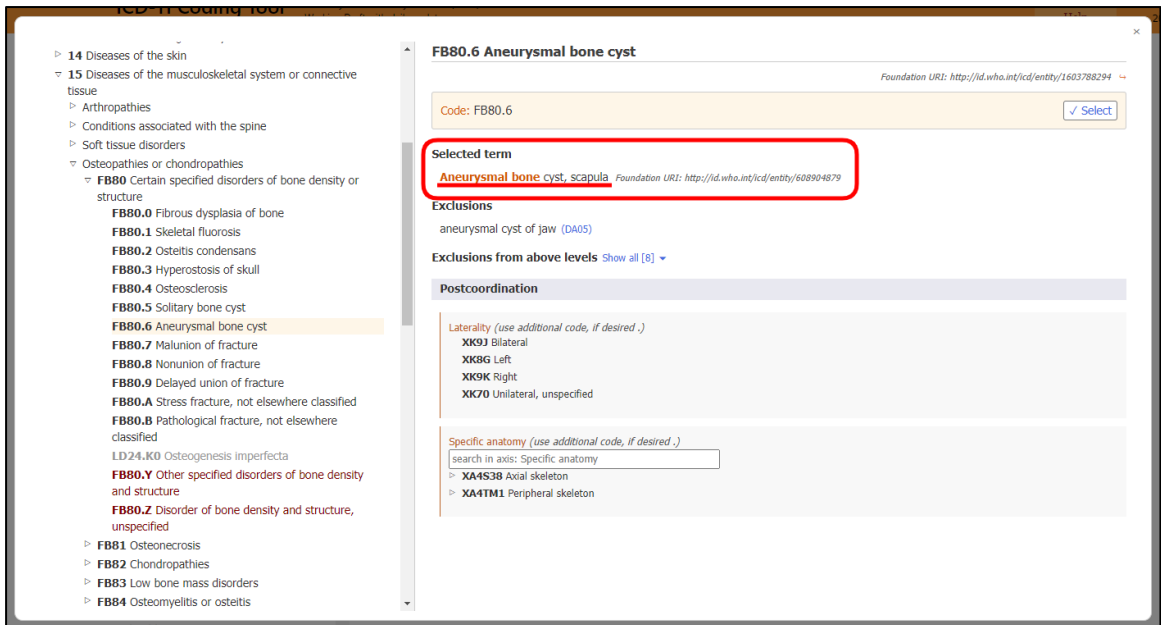 ICD-11 Coding Tool
Help
×
14 Diseases of the skin
15 Diseases of the musculoskeletal system or connective
tissue
Arthropathies
Conditions associated with the spine
Soft tissue disorders
Osteopathies or chondropathies
FB80 Certain specified disorders of bone density or
structure
FB80.0 Fibrous dysplasia of bone
FB80.1 Skeletal fluorosis
FB80.2 Osteitis condensans
FB80.3 Hyperostosis of skull
FB80.4 Osteosclerosis
FB80.5 Solitary bone cyst
FB80.6 Aneurysmal bone cyst
FB80.7 Malunion of fracture
FB80.8 Nonunion of fracture
FB80.9 Delayed union of fracture
FB80.A Stress fracture, not elsewhere classified
FB80.B Pathological fracture, not elsewhere
classified
LD24.K0 Osteogenesis imperfecta
FB80.Y Other specified disorders of bone density
and structure
FB80.Z Disorder of bone density and structure,
unspecified
FB81 Osteonecrosis
FB82 Chondropathies
FB83 Low bone mass disorders
FB84 Osteomyelitis or osteitis
FB80.6 Aneurysmal bone cyst
Foundation URI: http://id.who.int/icd/entity/1603788294
Code: FB80.6
✓ Select
Selected term
Aneurysmal bone cyst, scapula Foundation URI: http://id.who.int/icd/entity/608904879
Exclusions
aneurysmal cyst of jaw (DA05)
Exclusions from above levels Show all [8]
Postcoordination
Laterality (use additional code, if desired .)
XK9J Bilateral
XK8G Left
XK9K Right
XK70 Unilateral, unspecified
Specific anatomy (use additional code, if desired .)
search in axis: Specific anatomy
XA4S38 Axial skeleton
XA4TM1 Peripheral skeleton